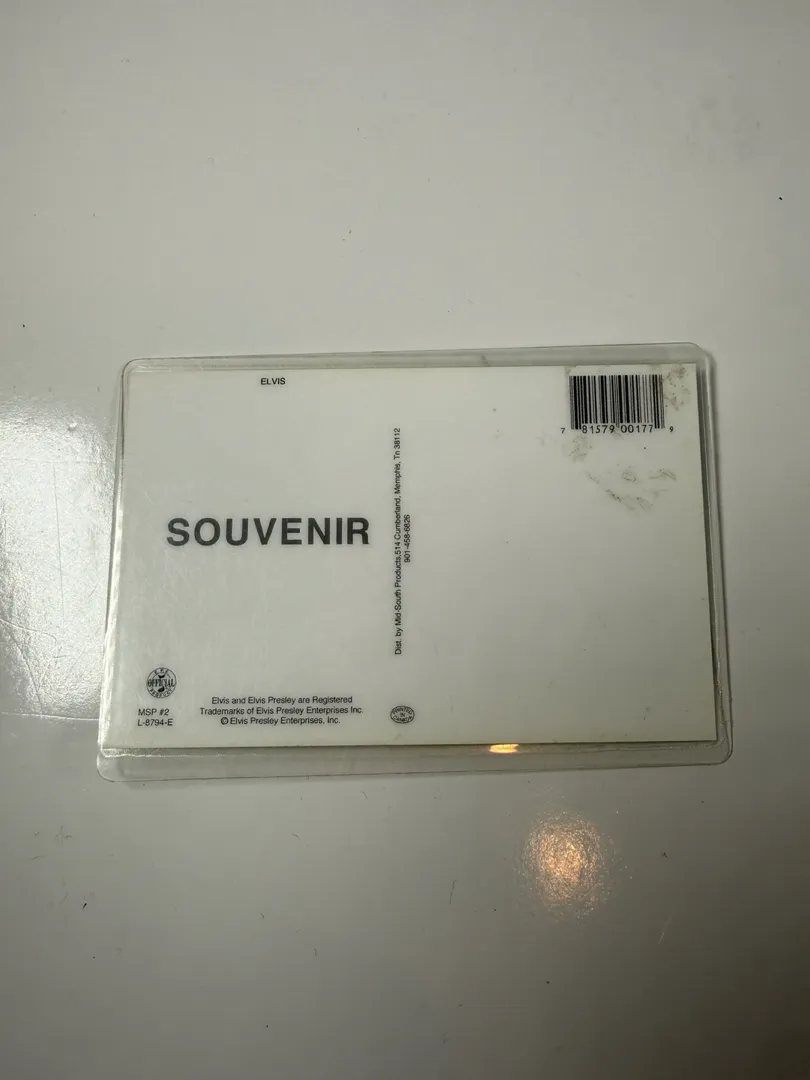 ELVIS
7 81579 00177 9
SOUVENIR
Dist. by Mid-South Products,514 Cumberland, Memphis, Tn 38112
901-458-6626
OFFICIAL
MSP #2
L-8794-E
Elvis and Elvis Presley are Registered
Trademarks of Elvis Presley Enterprises Inc.
© Elvis Presley Enterprises, Inc.